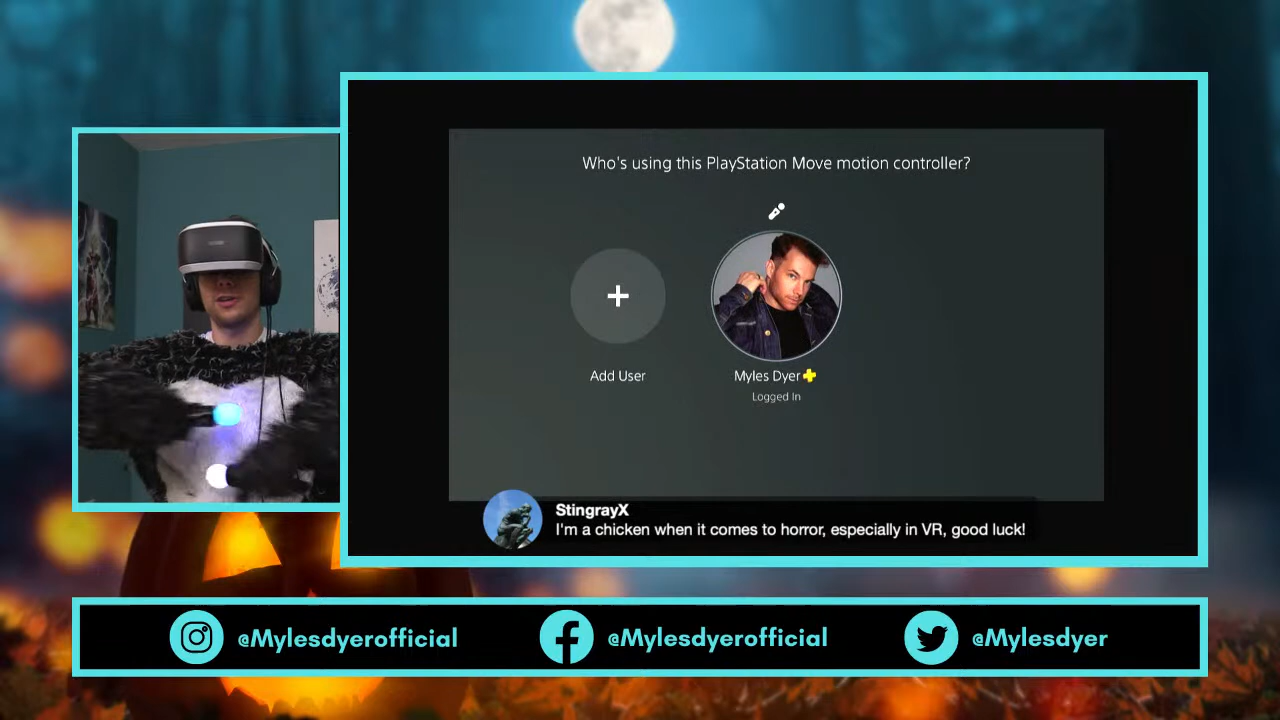 Who's using this PlayStation Move motion controller?
Add User
Myles Dyer
Logged In
StingrayX
I'm a chicken when it comes to horror, especially in VR, good luck!
@Mylesdyerofficial
@Mylesdyerofficial
@Mylesdyer